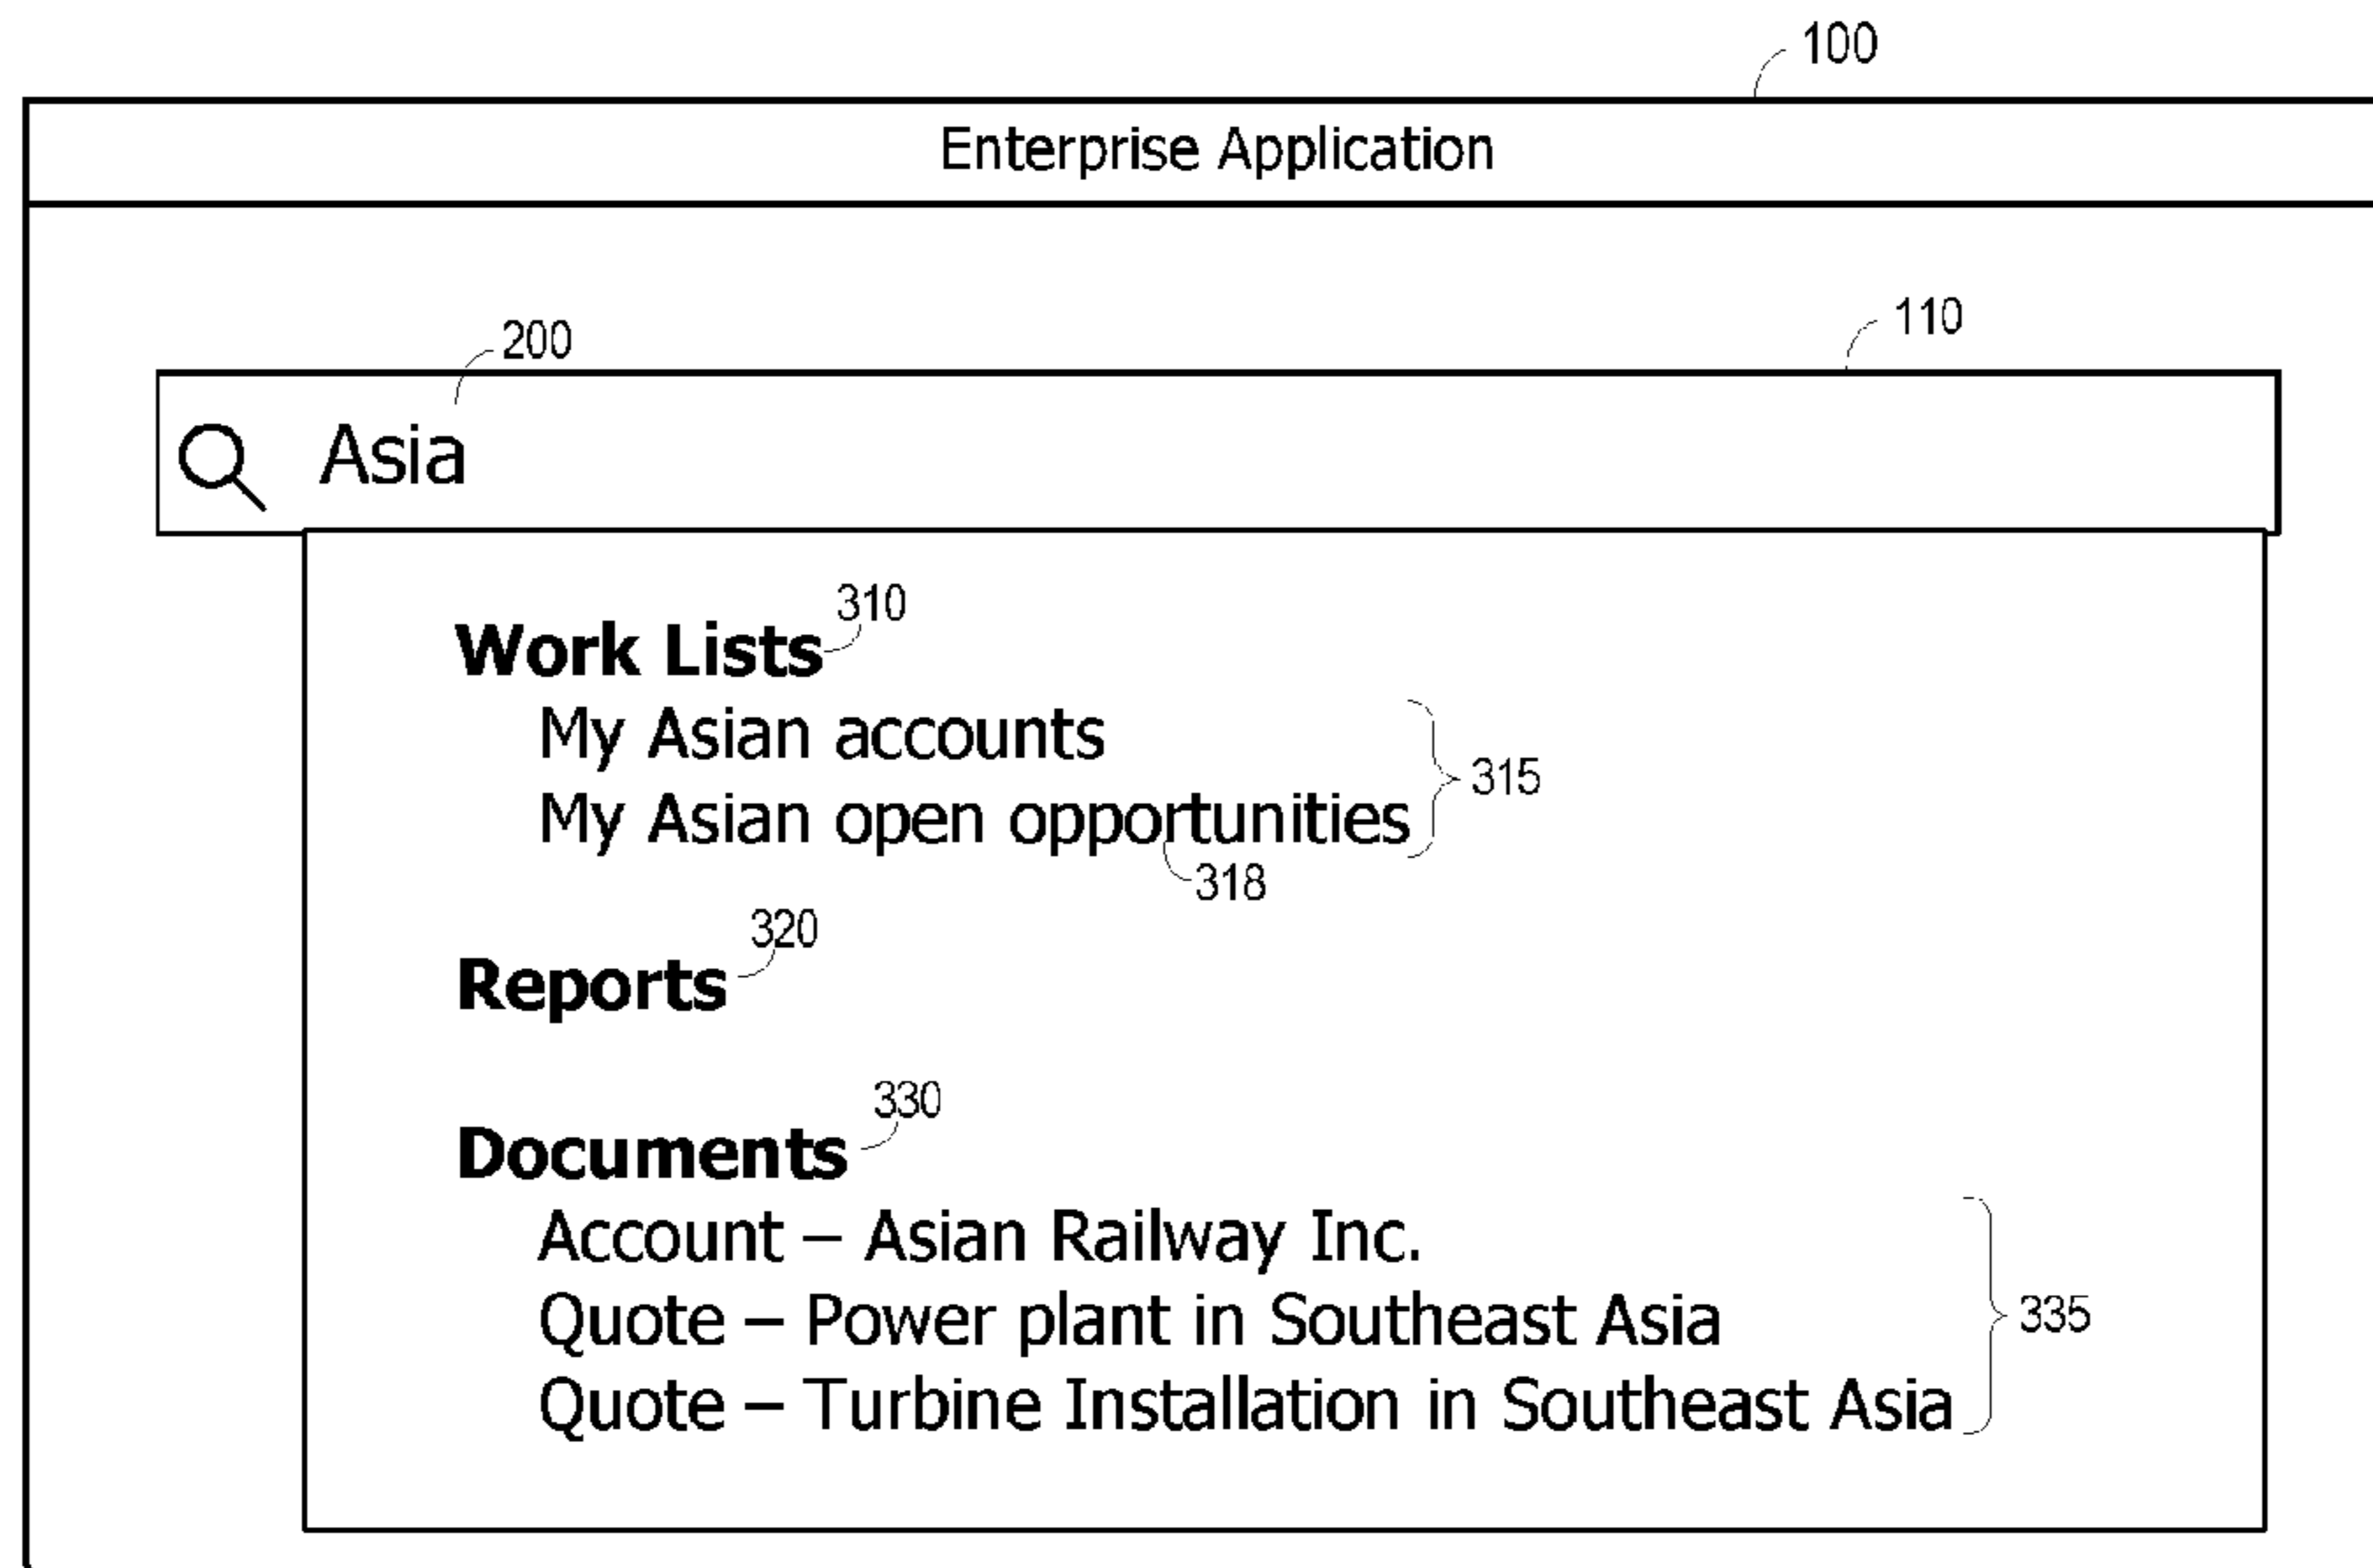 100
Enterprise Application
200
110
Asia
310
Work Lists
My Asian accounts
My Asian open opportunities
315
318
320
Reports
330
Documents
Account – Asian Railway Inc.
Quote – Power plant in Southeast Asia
335
Quote – Turbine Installation in Southeast Asia